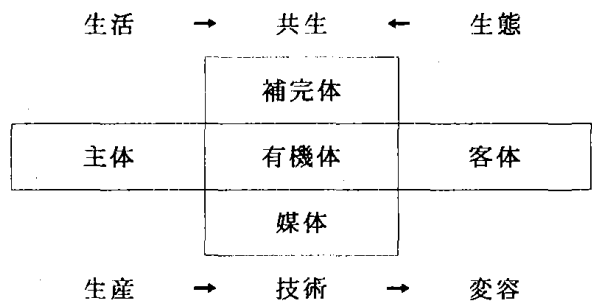 生活 → 共生 ← 生態
補完体
主体 有機体 客体
媒体
生産 → 技術 → 変容